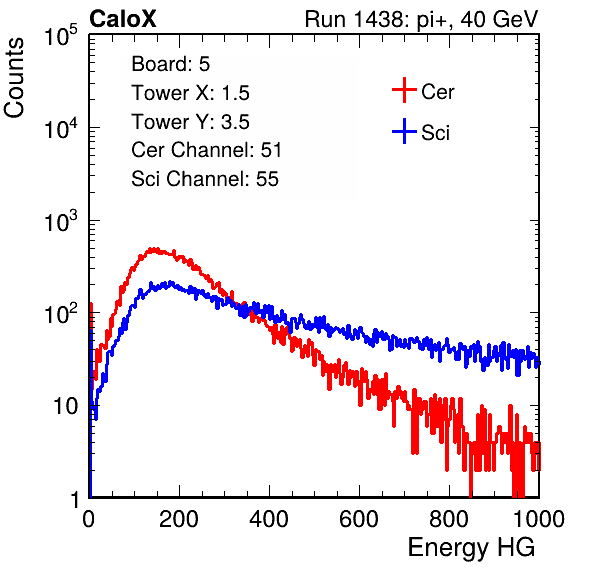 CaloX Run 1438: pi+, 40 GeV
Counts
Board: 5
Tower X: 1.5
Tower Y: 3.5
Cer Channel: 51
Sci Channel: 55
Cer
Sci
10^5
10^4
10^3
10^2
10
1
0 200 400 600 800 1000
Energy HG